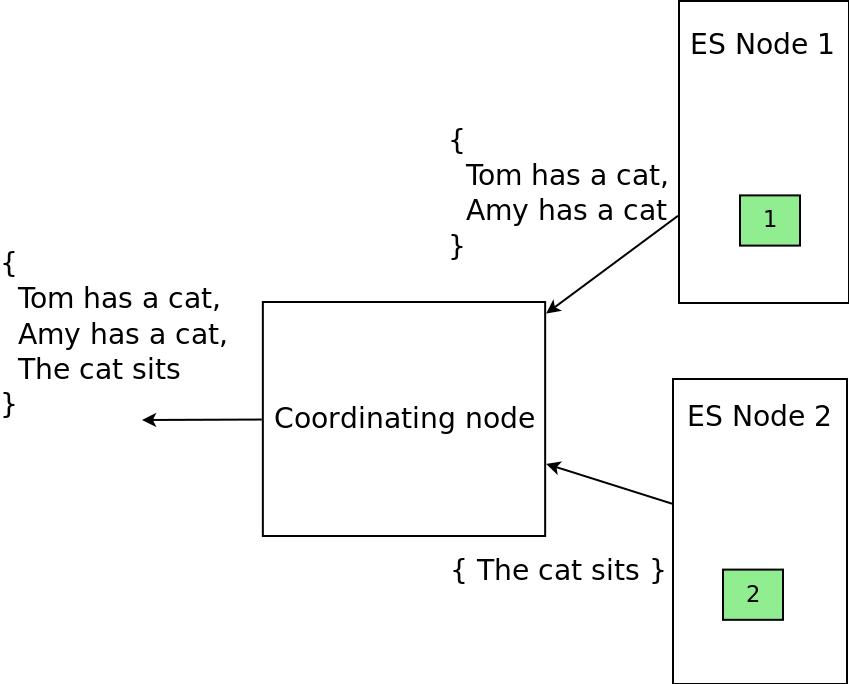 ES Node 1
{
Tom has a cat,
Amy has a cat
}
1
{
Tom has a cat,
Amy has a cat,
The cat sits
}
Coordinating node
ES Node 2
{ The cat sits }
2